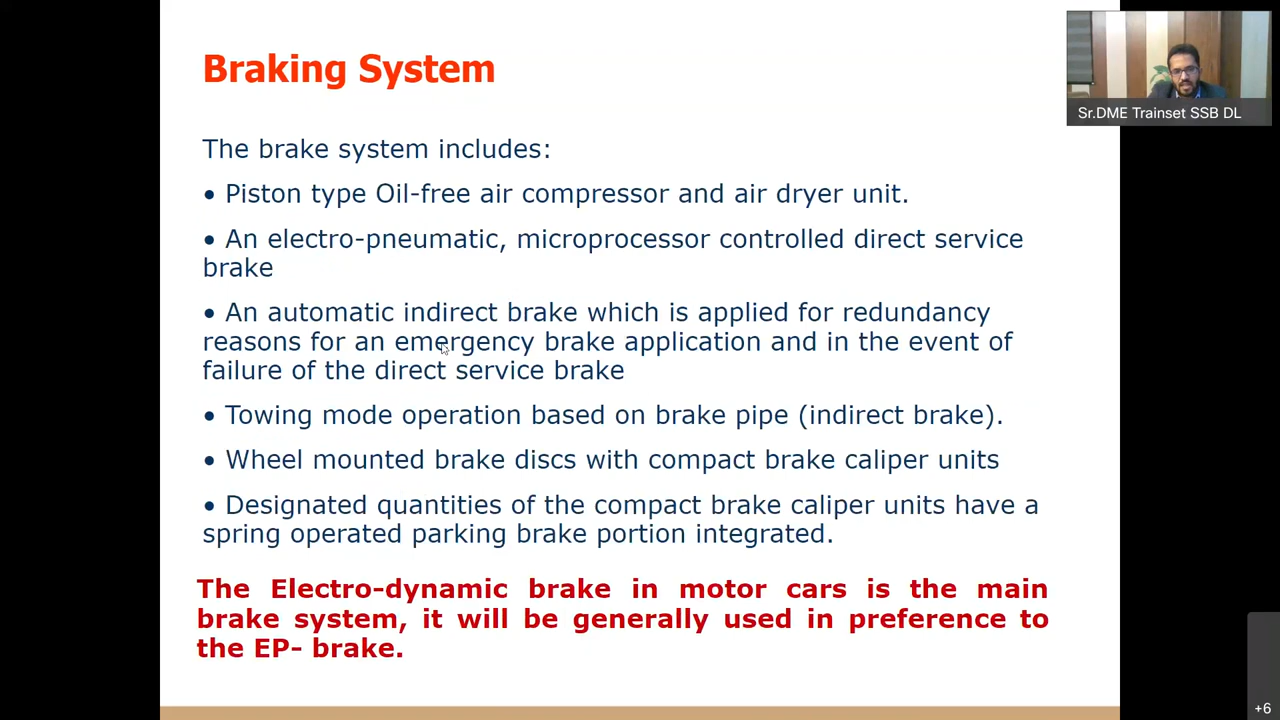 Braking System
Sr.DME Trainset SSB DL
The brake system includes:
• Piston type Oil-free air compressor and air dryer unit.
• An electro-pneumatic, microprocessor controlled direct service
brake
• An automatic indirect brake which is applied for redundancy
reasons for an emergency brake application and in the event of
failure of the direct service brake
• Towing mode operation based on brake pipe (indirect brake).
• Wheel mounted brake discs with compact brake caliper units
• Designated quantities of the compact brake caliper units have a
spring operated parking brake portion integrated.
The Electro-dynamic brake in motor cars is the main
brake system, it will be generally used in preference to
the EP- brake.
+6